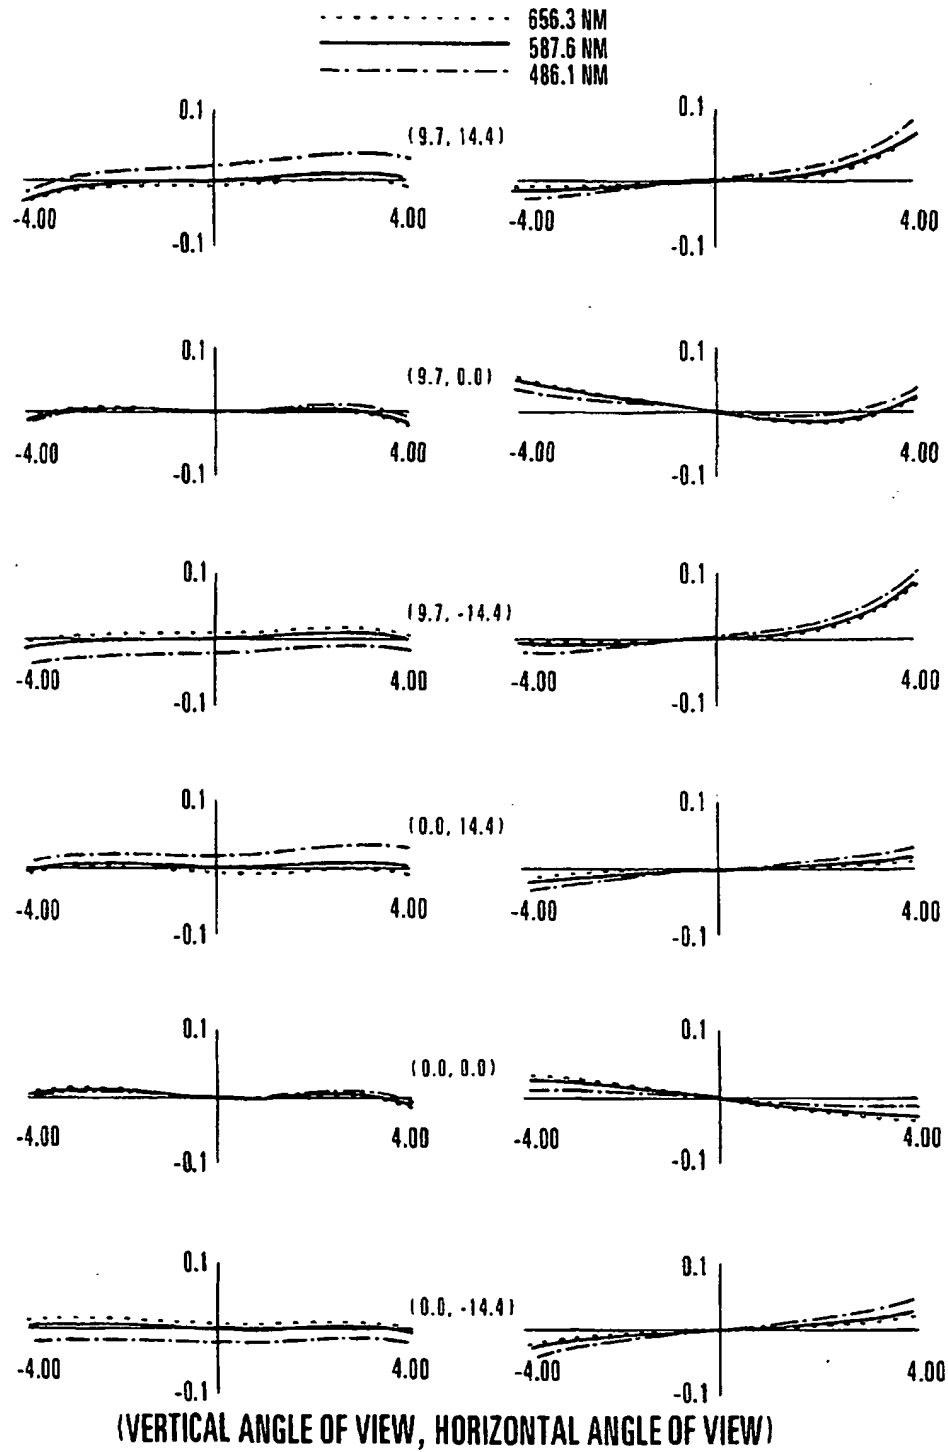 656.3 NM
587.6 NM
486.1 NM
0.1 (9.7, 14.4) 0.1
-4.00 4.00 -4.00 4.00
-0.1 -0.1
0.1 (9.7, 0.0) 0.1
-4.00 4.00 -4.00 4.00
-0.1 -0.1
0.1 (9.7, -14.4) 0.1
-4.00 4.00 -4.00 4.00
-0.1 -0.1
0.1 (0.0, 14.4) 0.1
-4.00 4.00 -4.00 4.00
-0.1 -0.1
0.1 (0.0, 0.0) 0.1
-4.00 4.00 -4.00 4.00
-0.1 -0.1
0.1 (0.0, -14.4) 0.1
-4.00 4.00 -4.00 4.00
-0.1 -0.1
(VERTICAL ANGLE OF VIEW, HORIZONTAL ANGLE OF VIEW)